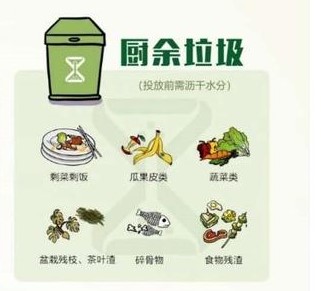 厨余垃圾
(投放前需沥干水分)
剩菜剩饭
瓜果皮类
蔬菜类
盆栽残枝、茶叶渣
碎骨物
食物残渣